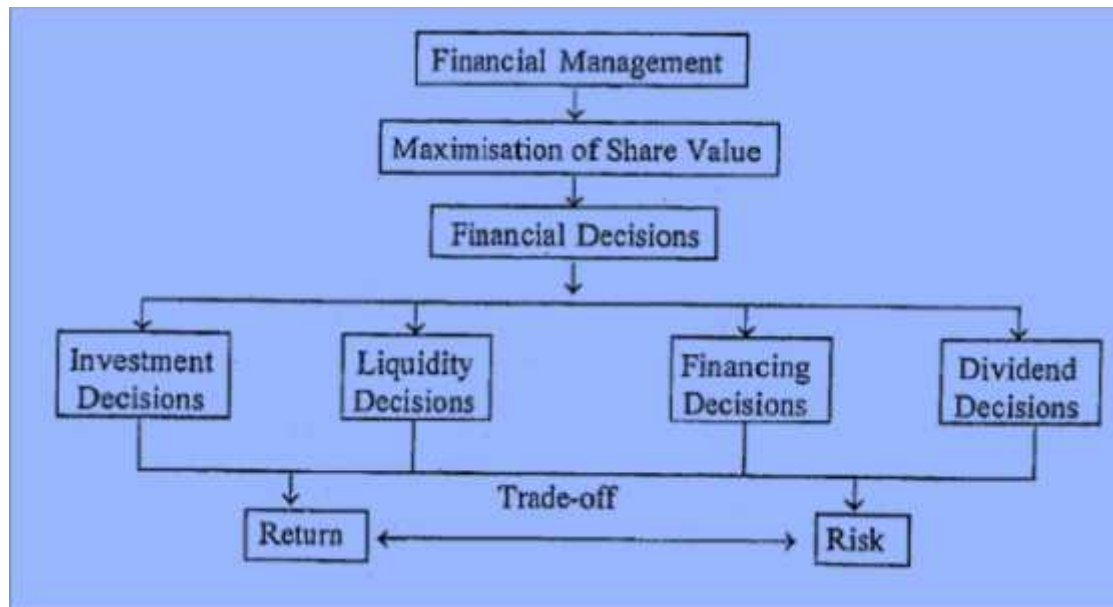 Financial Management
Maximisation of Share Value
Financial Decisions
Investment
Decisions
Liquidity
Decisions
Financing
Decisions
Dividend
Decisions
Trade-off
Return
Risk